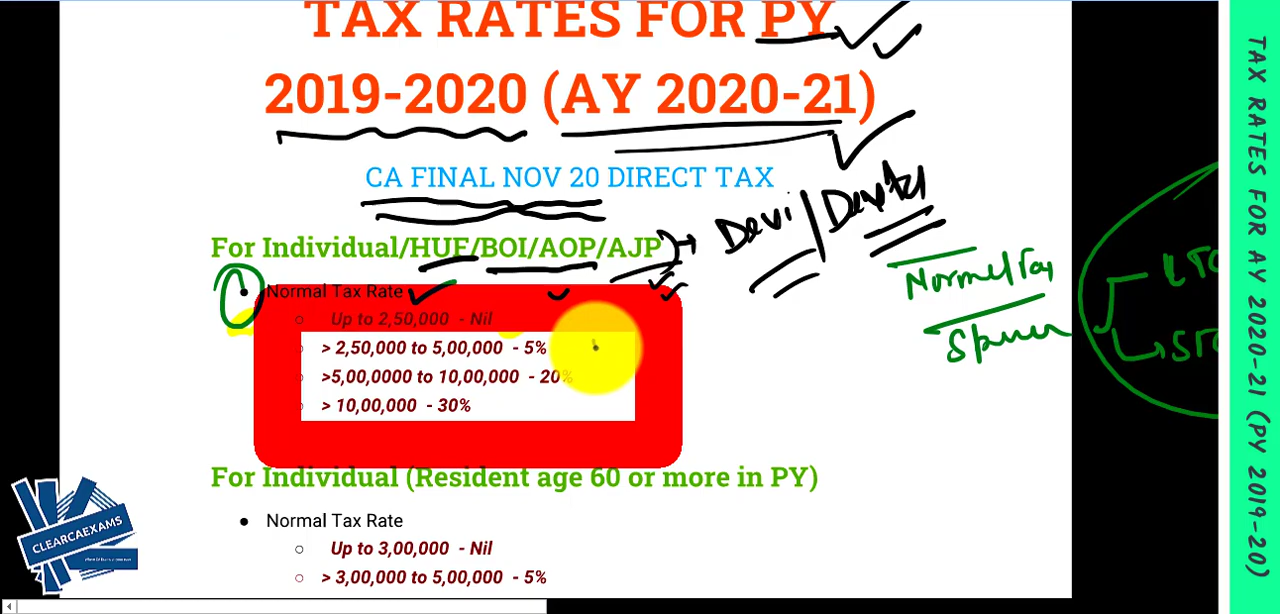 TAX RATES FOR PY
2019-2020 (AY 2020-21)
CA FINAL NOV 20 DIRECT TAX
For Individual/HUF/BOI/AOP/AJP
Devi/
● Normal Tax Rate
○ Up to 2,50,000 - Nil
○ > 2,50,000 to 5,00,000 - 5%
○ >5,00,0000 to 10,00,000 - 20%
○ > 10,00,000 - 30%
Normal Tax
For Individual (Resident age 60 or more in PY)
● Normal Tax Rate
○ Up to 3,00,000 - Nil
○ > 3,00,000 to 5,00,000 - 5%
CLEARCAEXAMS
TAX RATES FOR AY 2020-21 (PY 2019-20)